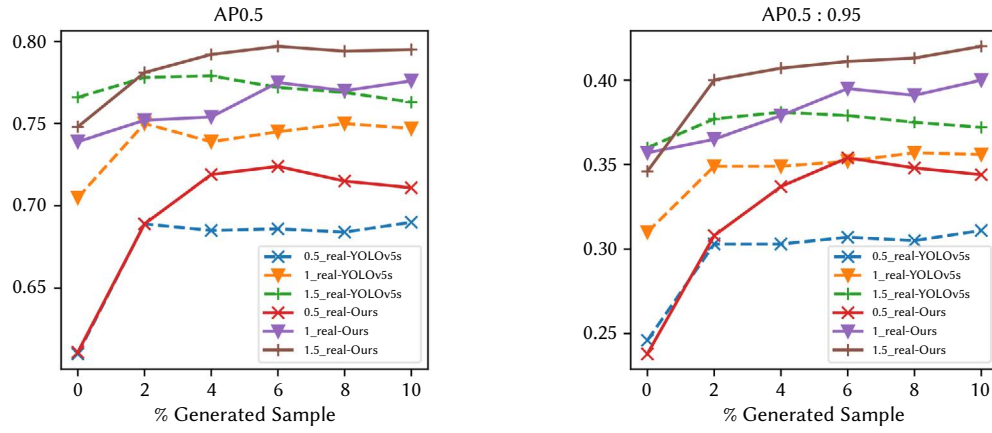 AP0.5
0.80
0.75
0.70
0.65
0.5_real-YOLOv5s
1_real-YOLOv5s
1.5_real-YOLOv5s
0.5_real-Ours
1_real-Ours
1.5_real-Ours
0 2 4 6 8 10
% Generated Sample
AP0.5 : 0.95
0.40
0.35
0.30
0.25
0.5_real-YOLOv5s
1_real-YOLOv5s
1.5_real-YOLOv5s
0.5_real-Ours
1_real-Ours
1.5_real-Ours
0 2 4 6 8 10
% Generated Sample